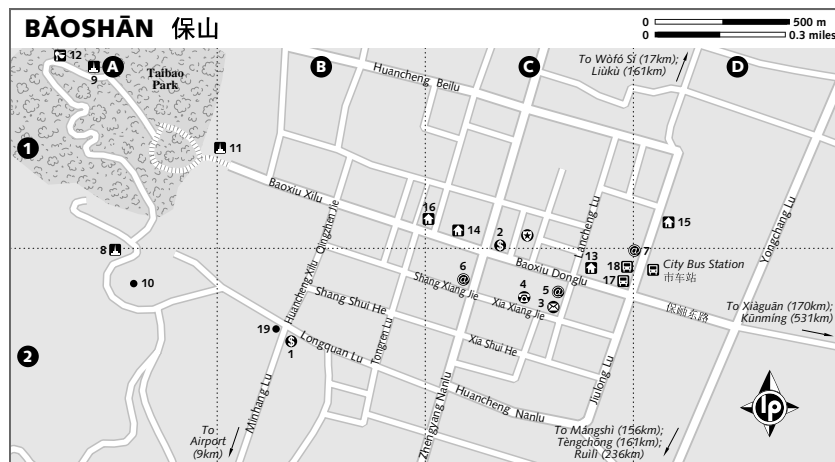 BǍOSHĀN 保山
0 500 m
0 0.3 miles
A
B
C
D
1
2
12
9
Taibao
Park
To Wòfó Sì (17km);
Liùkù (161km)
Huancheng Beilu
11
Baoxiu Xilu
Huancheng Xilu
Qingzhen Jie
16
14
2
Lancheng Lu
15
Yongchang Lu
8
10
7
6
13
18
17
City Bus Station
市车站
Baoxiu Donglu
Shang Xiang Jie
4
5
3
Xia Xiang Jie
Shang Shui He
To Xiàguān (170km);
Kūnmíng (531km)
Tongren Lu
19
1
Longquan Lu
Xia Shui He
Minhang Lu
Zhengyang Nanlu
Huancheng Nanlu
Jiulong Lu
To
Airport
(9km)
To Mángshì (156km);
Téngchōng (161km);
Ruìlì (236km)
lp